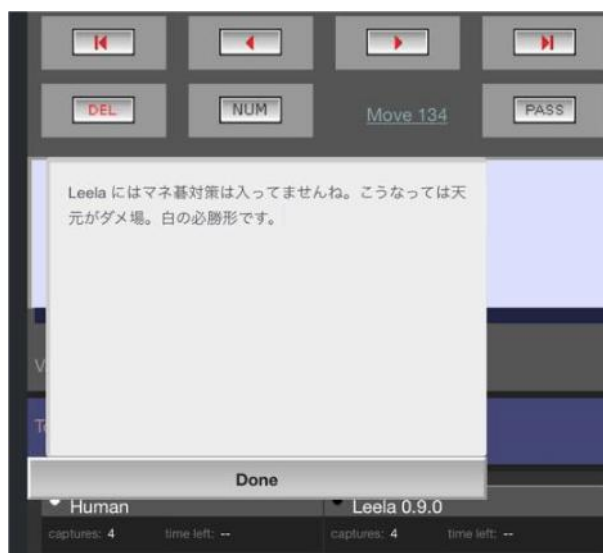 DEL
NUM
Move 134
PASS
Leela にはマネ碁対策は入ってませんね。こうなっては天
元がダメ場。白の必勝形です。
Done
Human
Leela 0.9.0
captures: 4 time left: --
captures: 4 time left: --